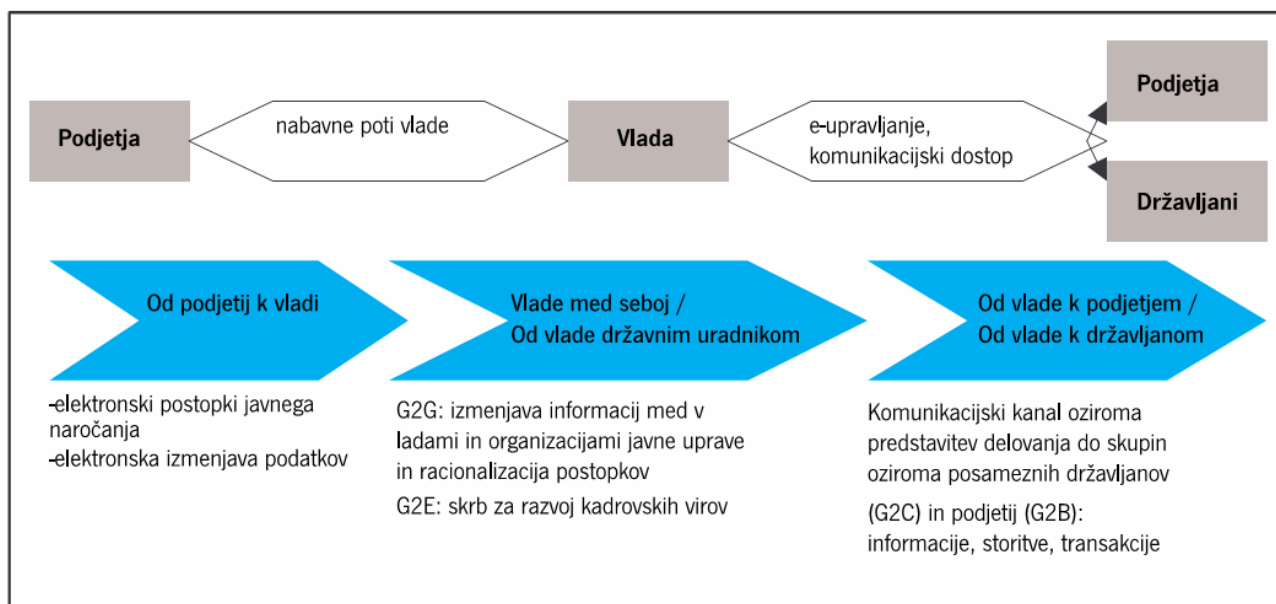 Podjetja
nabavne poti vlade
Vlada
e-upravljanje,
komunikacijski dostop
Podjetja
Državljani
Od podjetij k vladi
Vlade med seboj /
Od vlade državnim uradnikom
Od vlade k podjetjem /
Od vlade k državljanom
-elektronski postopki javnega
naročanja
-elektronska izmenjava podatkov
G2G: izmenjava informacij med v
ladami in organizacijami javne uprave
in racionalizacija postopkov
G2E: skrb za razvoj kadrovskih virov
Komunikacijski kanal oziroma
predstavitev delovanja do skupin
oziroma posameznih državljanov
(G2C) in podjetij (G2B):
informacije, storitve, transakcije